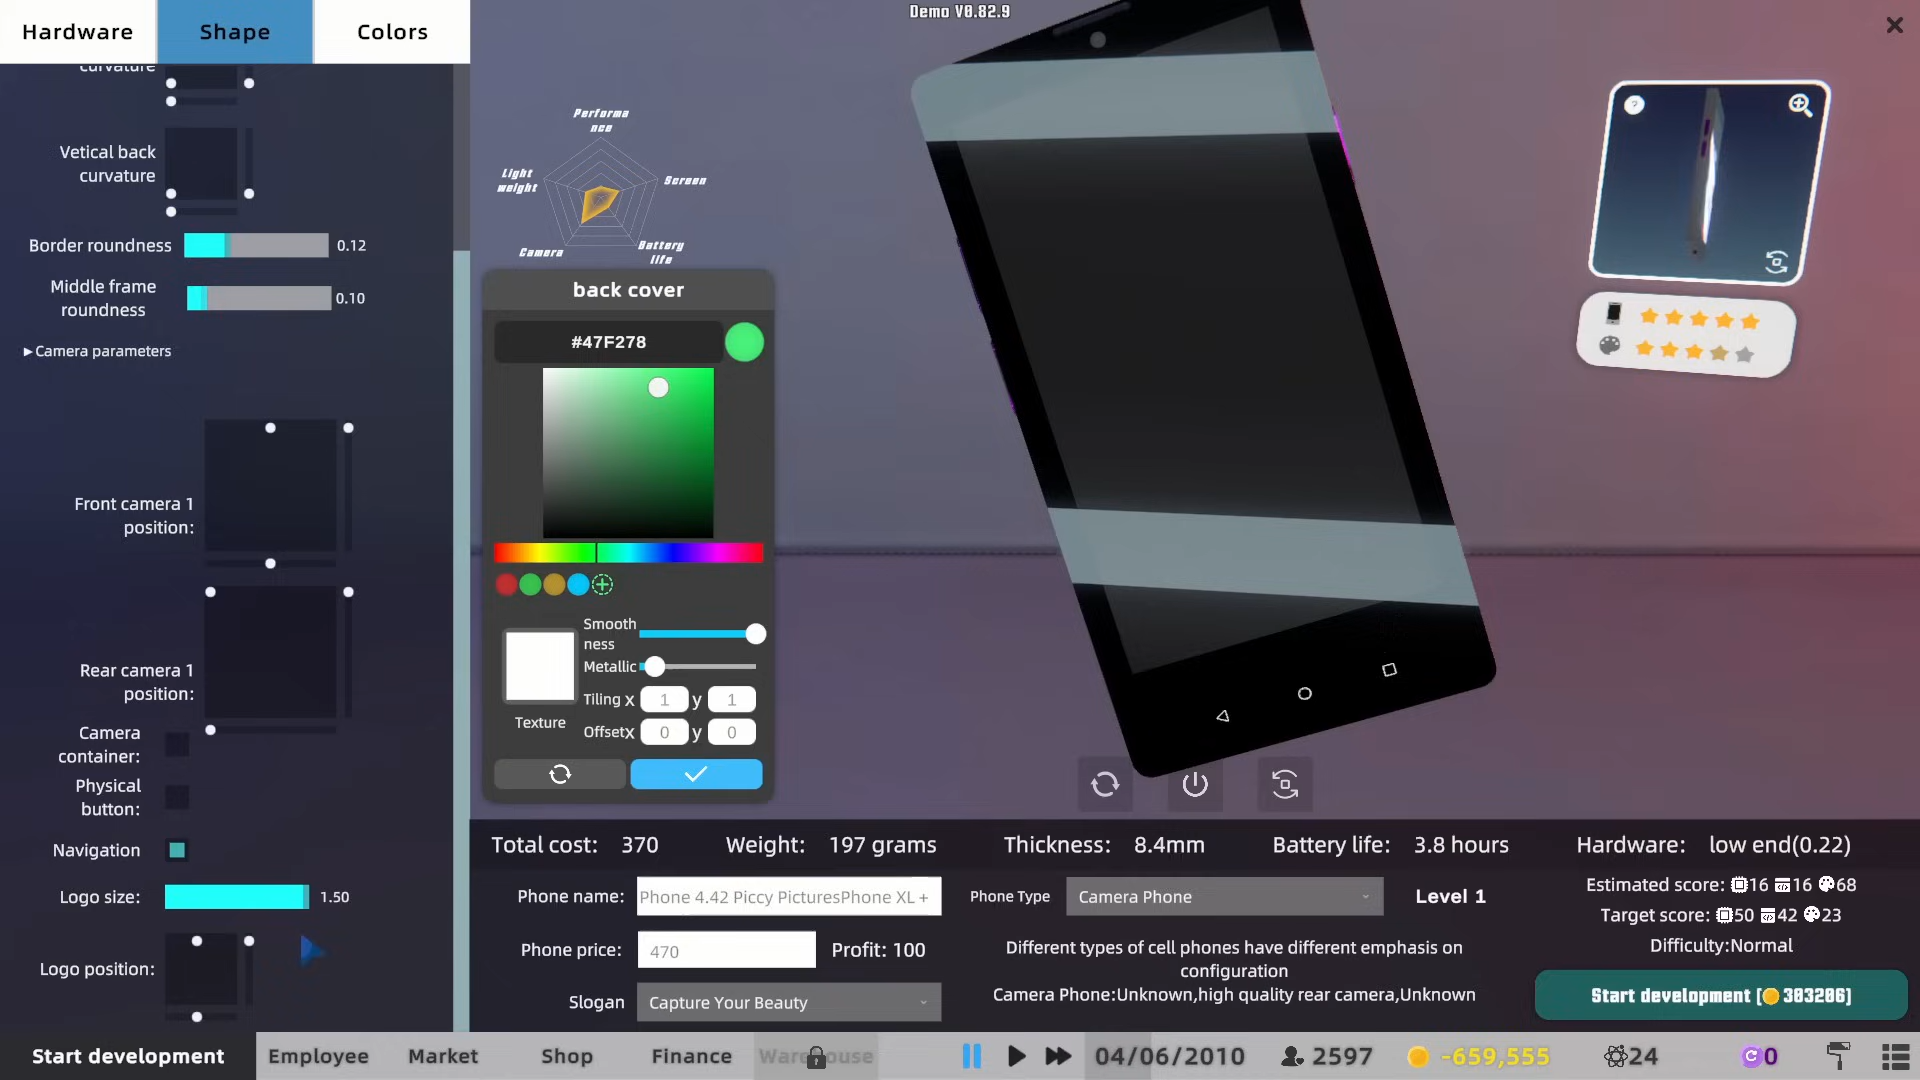 Demo V0.82.9
Hardware
Shape
Colors
curvature
Vetical back
curvature
Border roundness
0.12
Middle frame
roundness
0.10
Camera parameters
Front camera 1
position:
Rear camera 1
position:
Camera
container:
Physical
button:
Navigation
Logo size:
1.50
Logo position:
Performa
nce
Light
weight
Screen
Camera
Battery
life
back cover
#47F278
Smooth
ness
Metallic
Tiling x 1 y 1
Texture
Offsetx 0 y 0
?
Total cost: 370
Weight: 197 grams
Thickness: 8.4mm
Battery life: 3.8 hours
Hardware: low end(0.22)
Phone name: Phone 4.42 Piccy PicturesPhone XL +
Phone Type Camera Phone
Level 1
Phone price: 470
Profit: 100
Slogan Capture Your Beauty
Different types of cell phones have different emphasis on
configuration
Camera Phone:Unknown,high quality rear camera,Unknown
Estimated score: 16 16 68
Target score: 50 42 23
Difficulty:Normal
Start development [303206]
Start development
Employee
Market
Shop
Finance
Warehouse
04/06/2010
2597
-659,555
24
0